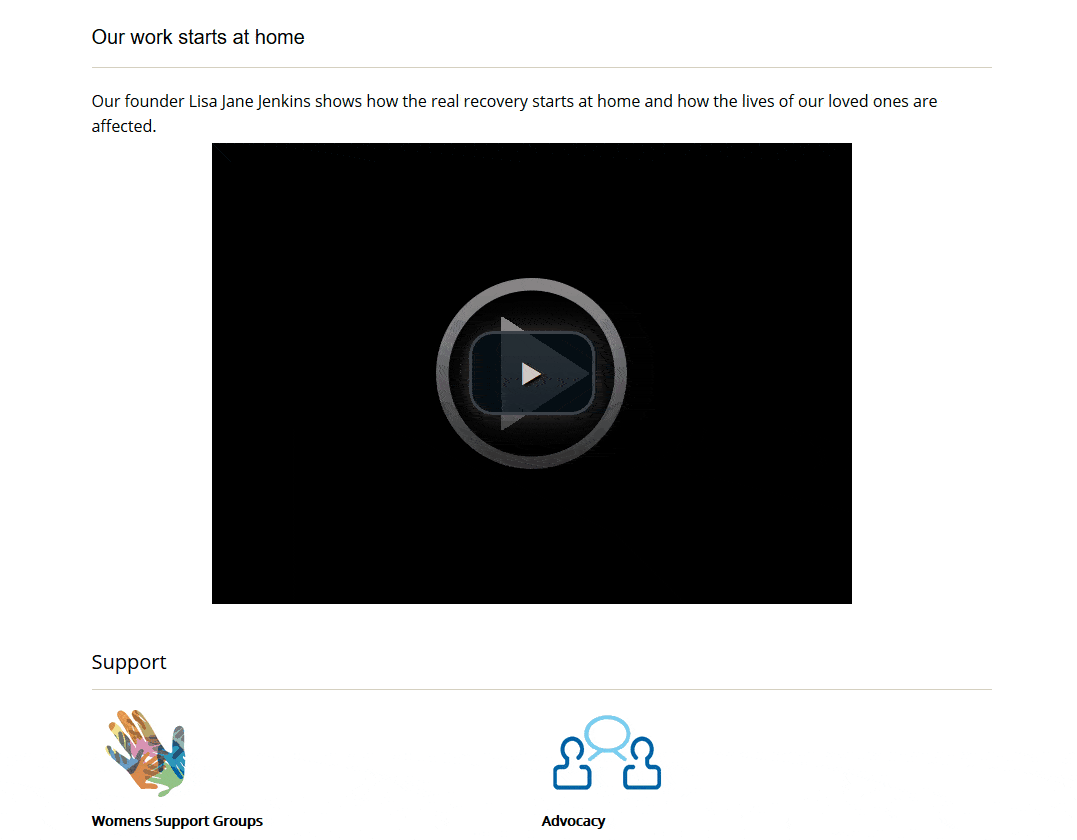 Our work starts at home
Our founder Lisa Jane Jenkins shows how the real recovery starts at home and how the lives of our loved ones are
affected.
Support
Womens Support Groups
Advocacy